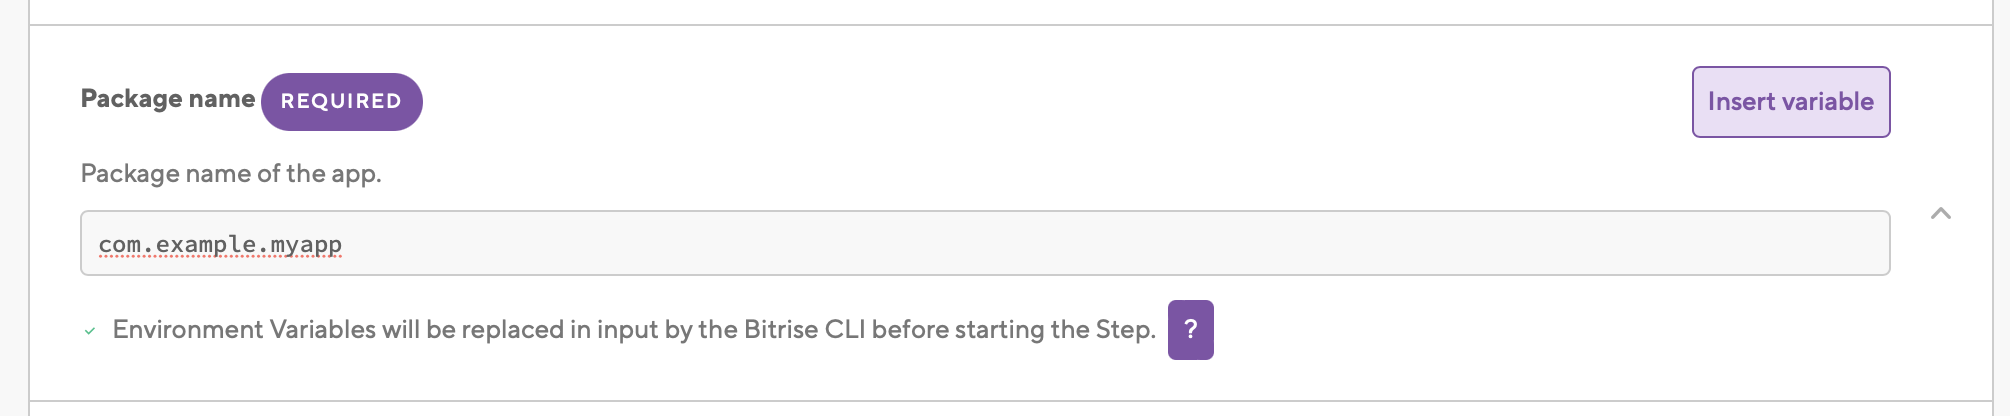 Package name REQUIRED
Insert variable
Package name of the app.
com.example.myapp
Environment Variables will be replaced in input by the Bitrise CLI before starting the Step. ?